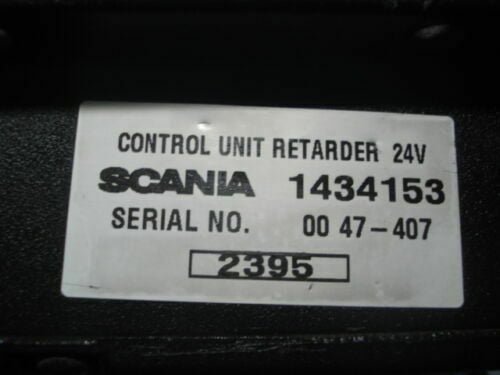 CONTROL UNIT RETARDER 24V
SCANIA 1434153
SERIAL NO. 00 47-407
2395